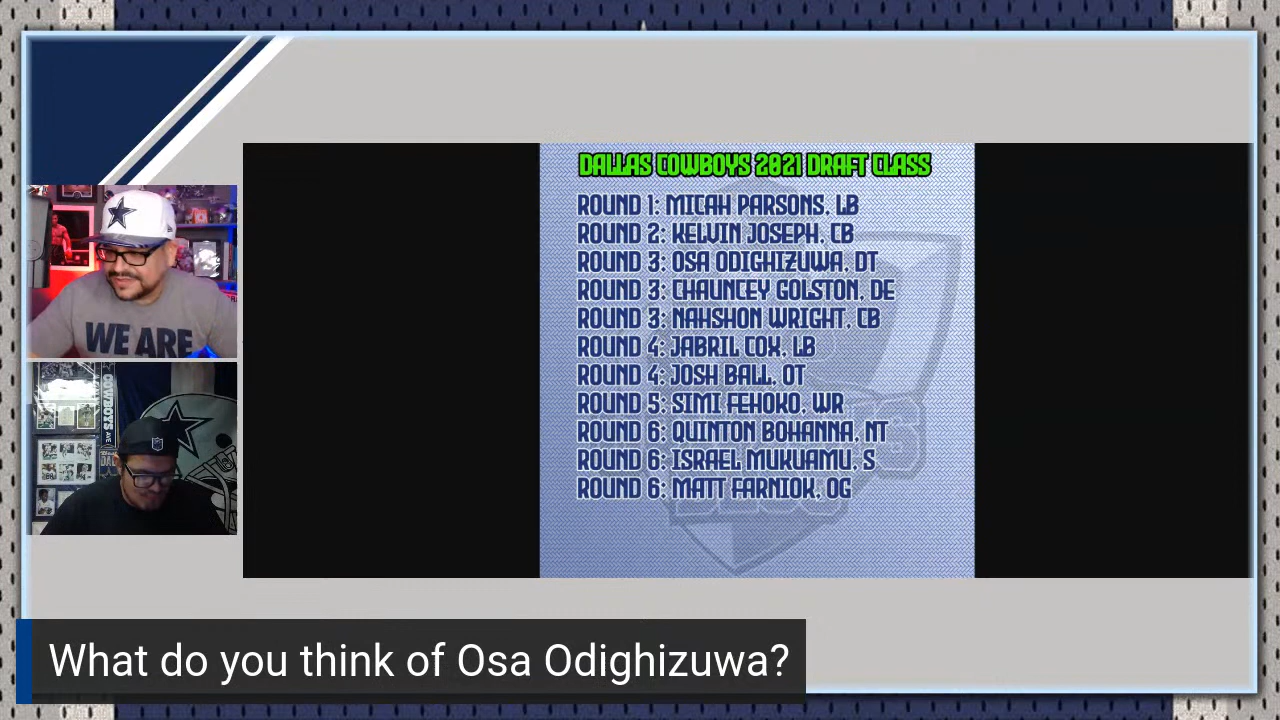 DALLAS COWBOYS 2021 DRAFT CLASS
ROUND 1: MICAH PARSONS, LB
ROUND 2: KELVIN JOSEPH, CB
ROUND 3: OSA ODIGHIZUWA, DT
ROUND 3: CHAUNCEY GOLSTON, DE
ROUND 3: NAHSHON WRIGHT, CB
ROUND 4: JABRIL COX, LB
ROUND 4: JOSH BALL, OT
ROUND 5: SIMI FEHOKO, WR
ROUND 6: QUINTON BOHANNA, NT
ROUND 6: ISRAEL MUKUAMU, S
ROUND 6: MATT FARNIOK, OG
WE ARE
COWBOYS
What do you think of Osa Odighizuwa?